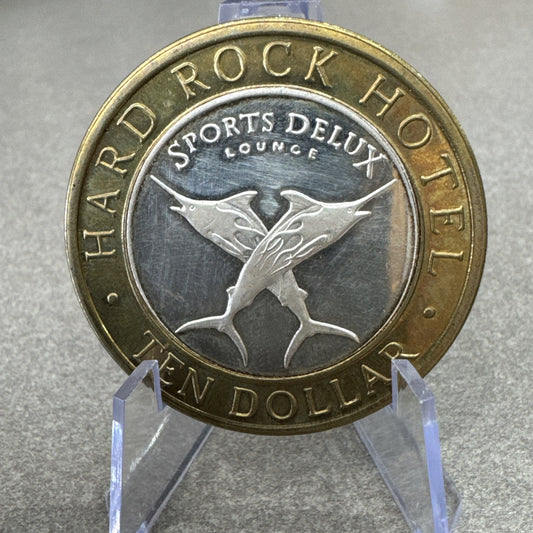 HARD ROCK HOTEL
SPORTS DELUX
LOUNGE
· TEN DOLLAR ·